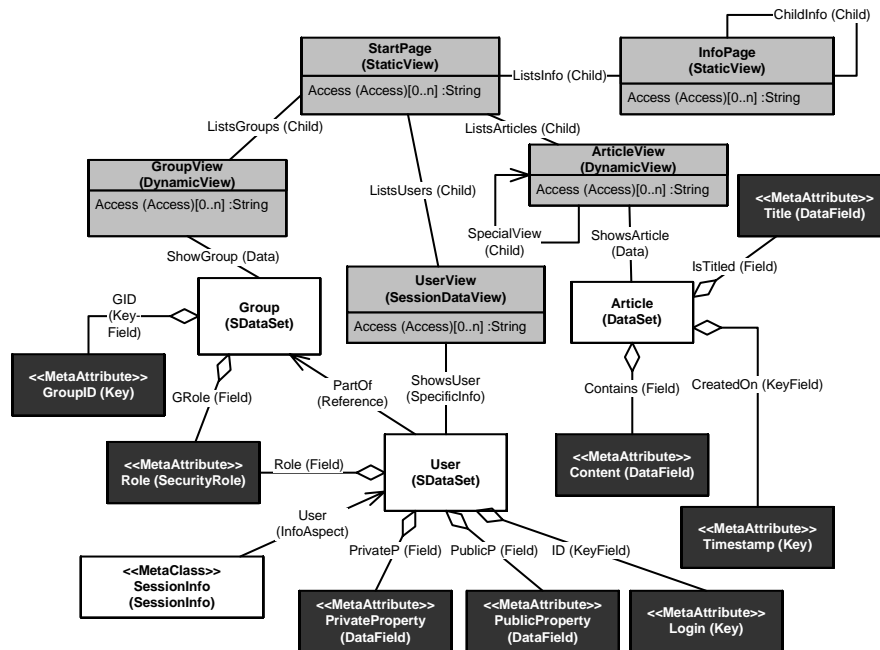 ChildInfo (Child)
StartPage
(StaticView)
Access (Access)[0..n] :String
ListsInfo (Child)
InfoPage
(StaticView)
Access (Access)[0..n] :String
ListsGroups (Child)
ListsArticles (Child)
GroupView
(DynamicView)
Access (Access)[0..n] :String
ListsUsers (Child)
ArticleView
(DynamicView)
Access (Access)[0..n] :String
<<MetaAttribute>>
Title (DataField)
SpecialView
(Child)
ShowsArticle
(Data)
ShowGroup (Data)
IsTitled (Field)
UserView
(SessionDataView)
Access (Access)[0..n] :String
GID
(Key-
Field)
Group
(SDataSet)
Article
(DataSet)
<<MetaAttribute>>
GroupID (Key)
GRole (Field)
PartOf
(Reference)
ShowsUser
(SpecificInfo)
Contains (Field)
CreatedOn (KeyField)
<<MetaAttribute>>
Role (SecurityRole)
Role (Field)
User
(SDataSet)
<<MetaAttribute>>
Content (DataField)
User
(InfoAspect)
PrivateP (Field)
PublicP (Field)
ID (KeyField)
<<MetaAttribute>>
Timestamp (Key)
<<MetaClass>>
SessionInfo
(SessionInfo)
<<MetaAttribute>>
PrivateProperty
(DataField)
<<MetaAttribute>>
PublicProperty
(DataField)
<<MetaAttribute>>
Login (Key)